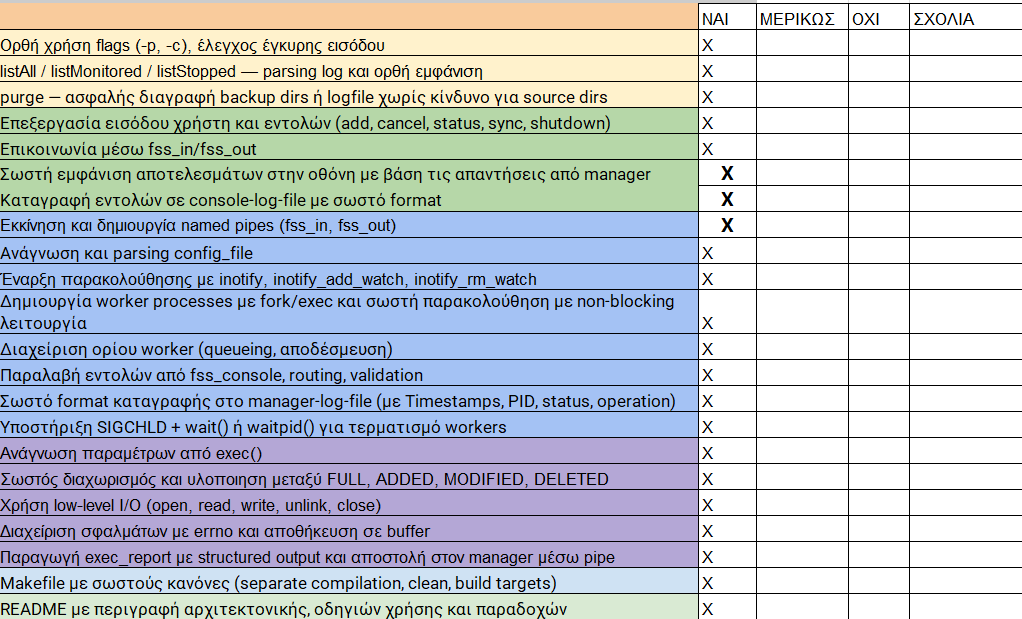 ΝΑΙ ΜΕΡΙΚΩΣ ΟΧΙ ΣΧΟΛΙΑ
Ορθή χρήση flags (-p, -c), έλεγχος έγκυρης εισόδου X
listAll / listMonitored / listStopped — parsing log και ορθή εμφάνιση X
purge — ασφαλής διαγραφή backup dirs ή logfile χωρίς κίνδυνο για source dirs X
Επεξεργασία εισόδου χρήστη και εντολών (add, cancel, status, sync, shutdown) X
Επικοινωνία μέσω fss_in/fss_out X
Σωστή εμφάνιση αποτελεσμάτων στην οθόνη με βάση τις απαντήσεις από manager X
Καταγραφή εντολών σε console-log-file με σωστό format X
Εκκίνηση και δημιουργία named pipes (fss_in, fss_out) X
Ανάγνωση και parsing config_file X
Έναρξη παρακολούθησης με inotify, inotify_add_watch, inotify_rm_watch X
Δημιουργία worker processes με fork/exec και σωστή παρακολούθηση με non-blocking
λειτουργία X
Διαχείριση ορίου worker (queueing, αποδέσμευση) X
Παραλαβή εντολών από fss_console, routing, validation X
Σωστό format καταγραφής στο manager-log-file (με Timestamps, PID, status, operation) X
Υποστήριξη SIGCHLD + wait() ή waitpid() για τερματισμό workers X
Ανάγνωση παραμέτρων από exec() X
Σωστός διαχωρισμός και υλοποιηση μεταξύ FULL, ADDED, MODIFIED, DELETED X
Χρήση low-level I/O (open, read, write, unlink, close) X
Διαχείριση σφαλμάτων με errno και αποθήκευση σε buffer X
Παραγωγή exec_report με structured output και αποστολή στον manager μέσω pipe X
Makefile με σωστούς κανόνες (separate compilation, clean, build targets) X
README με περιγραφή αρχιτεκτονικής, οδηγιών χρήσης και παραδοχών X